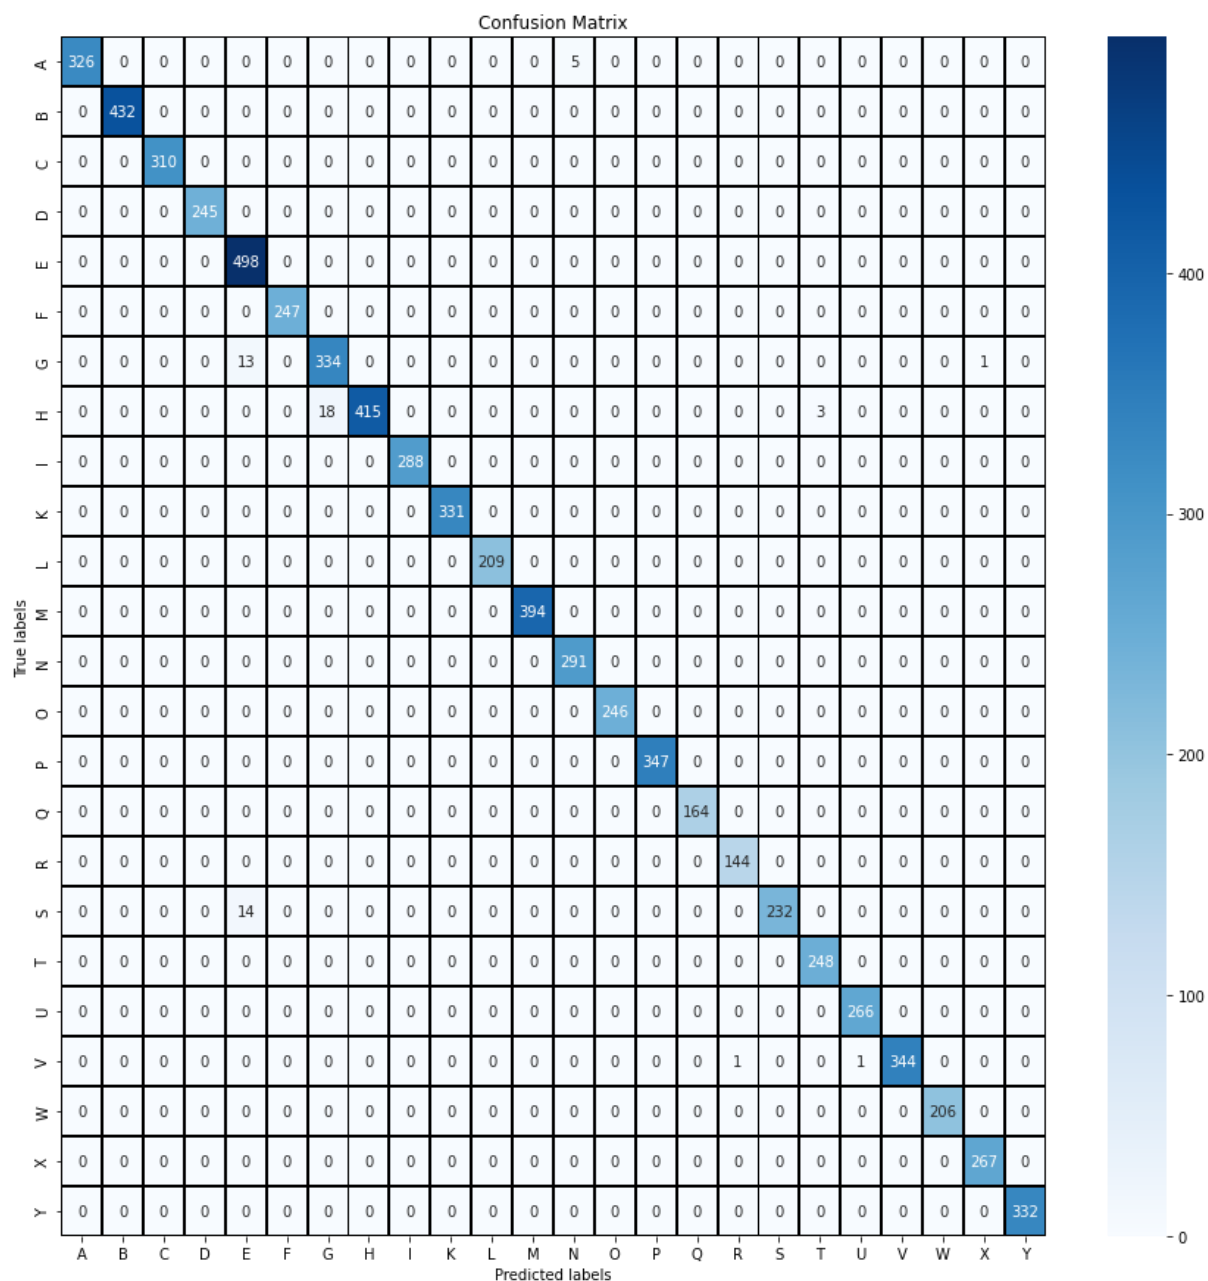 Confusion Matrix
A 326 0 0 0 0 0 0 0 0 0 0 0 5 0 0 0 0 0 0 0 0 0 0 0
B 0 432 0 0 0 0 0 0 0 0 0 0 0 0 0 0 0 0 0 0 0 0 0 0
C 0 0 310 0 0 0 0 0 0 0 0 0 0 0 0 0 0 0 0 0 0 0 0 0
D 0 0 0 245 0 0 0 0 0 0 0 0 0 0 0 0 0 0 0 0 0 0 0 0
E 0 0 0 0 498 0 0 0 0 0 0 0 0 0 0 0 0 0 0 0 0 0 0 0 400
F 0 0 0 0 0 247 0 0 0 0 0 0 0 0 0 0 0 0 0 0 0 0 0 0
G 0 0 0 0 13 0 334 0 0 0 0 0 0 0 0 0 0 0 0 0 0 0 1 0
H 0 0 0 0 0 0 18 415 0 0 0 0 0 0 0 0 0 0 3 0 0 0 0 0
I 0 0 0 0 0 0 0 0 288 0 0 0 0 0 0 0 0 0 0 0 0 0 0 0
K 0 0 0 0 0 0 0 0 0 331 0 0 0 0 0 0 0 0 0 0 0 0 0 0 300
L 0 0 0 0 0 0 0 0 0 0 209 0 0 0 0 0 0 0 0 0 0 0 0 0
M 0 0 0 0 0 0 0 0 0 0 0 394 0 0 0 0 0 0 0 0 0 0 0 0
True labels
N 0 0 0 0 0 0 0 0 0 0 0 0 291 0 0 0 0 0 0 0 0 0 0 0
O 0 0 0 0 0 0 0 0 0 0 0 0 0 246 0 0 0 0 0 0 0 0 0 0
P 0 0 0 0 0 0 0 0 0 0 0 0 0 0 347 0 0 0 0 0 0 0 0 0 200
Q 0 0 0 0 0 0 0 0 0 0 0 0 0 0 0 164 0 0 0 0 0 0 0 0
R 0 0 0 0 0 0 0 0 0 0 0 0 0 0 0 0 144 0 0 0 0 0 0 0
S 0 0 0 0 14 0 0 0 0 0 0 0 0 0 0 0 0 232 0 0 0 0 0 0
T 0 0 0 0 0 0 0 0 0 0 0 0 0 0 0 0 0 0 248 0 0 0 0 0
U 0 0 0 0 0 0 0 0 0 0 0 0 0 0 0 0 0 0 0 266 0 0 0 0 100
V 0 0 0 0 0 0 0 0 0 0 0 0 0 0 0 0 1 0 0 1 344 0 0 0
W 0 0 0 0 0 0 0 0 0 0 0 0 0 0 0 0 0 0 0 0 0 206 0 0
X 0 0 0 0 0 0 0 0 0 0 0 0 0 0 0 0 0 0 0 0 0 0 267 0
Y 0 0 0 0 0 0 0 0 0 0 0 0 0 0 0 0 0 0 0 0 0 0 0 332 0
A B C D E F G H I K L M N O P Q R S T U V W X Y
Predicted labels